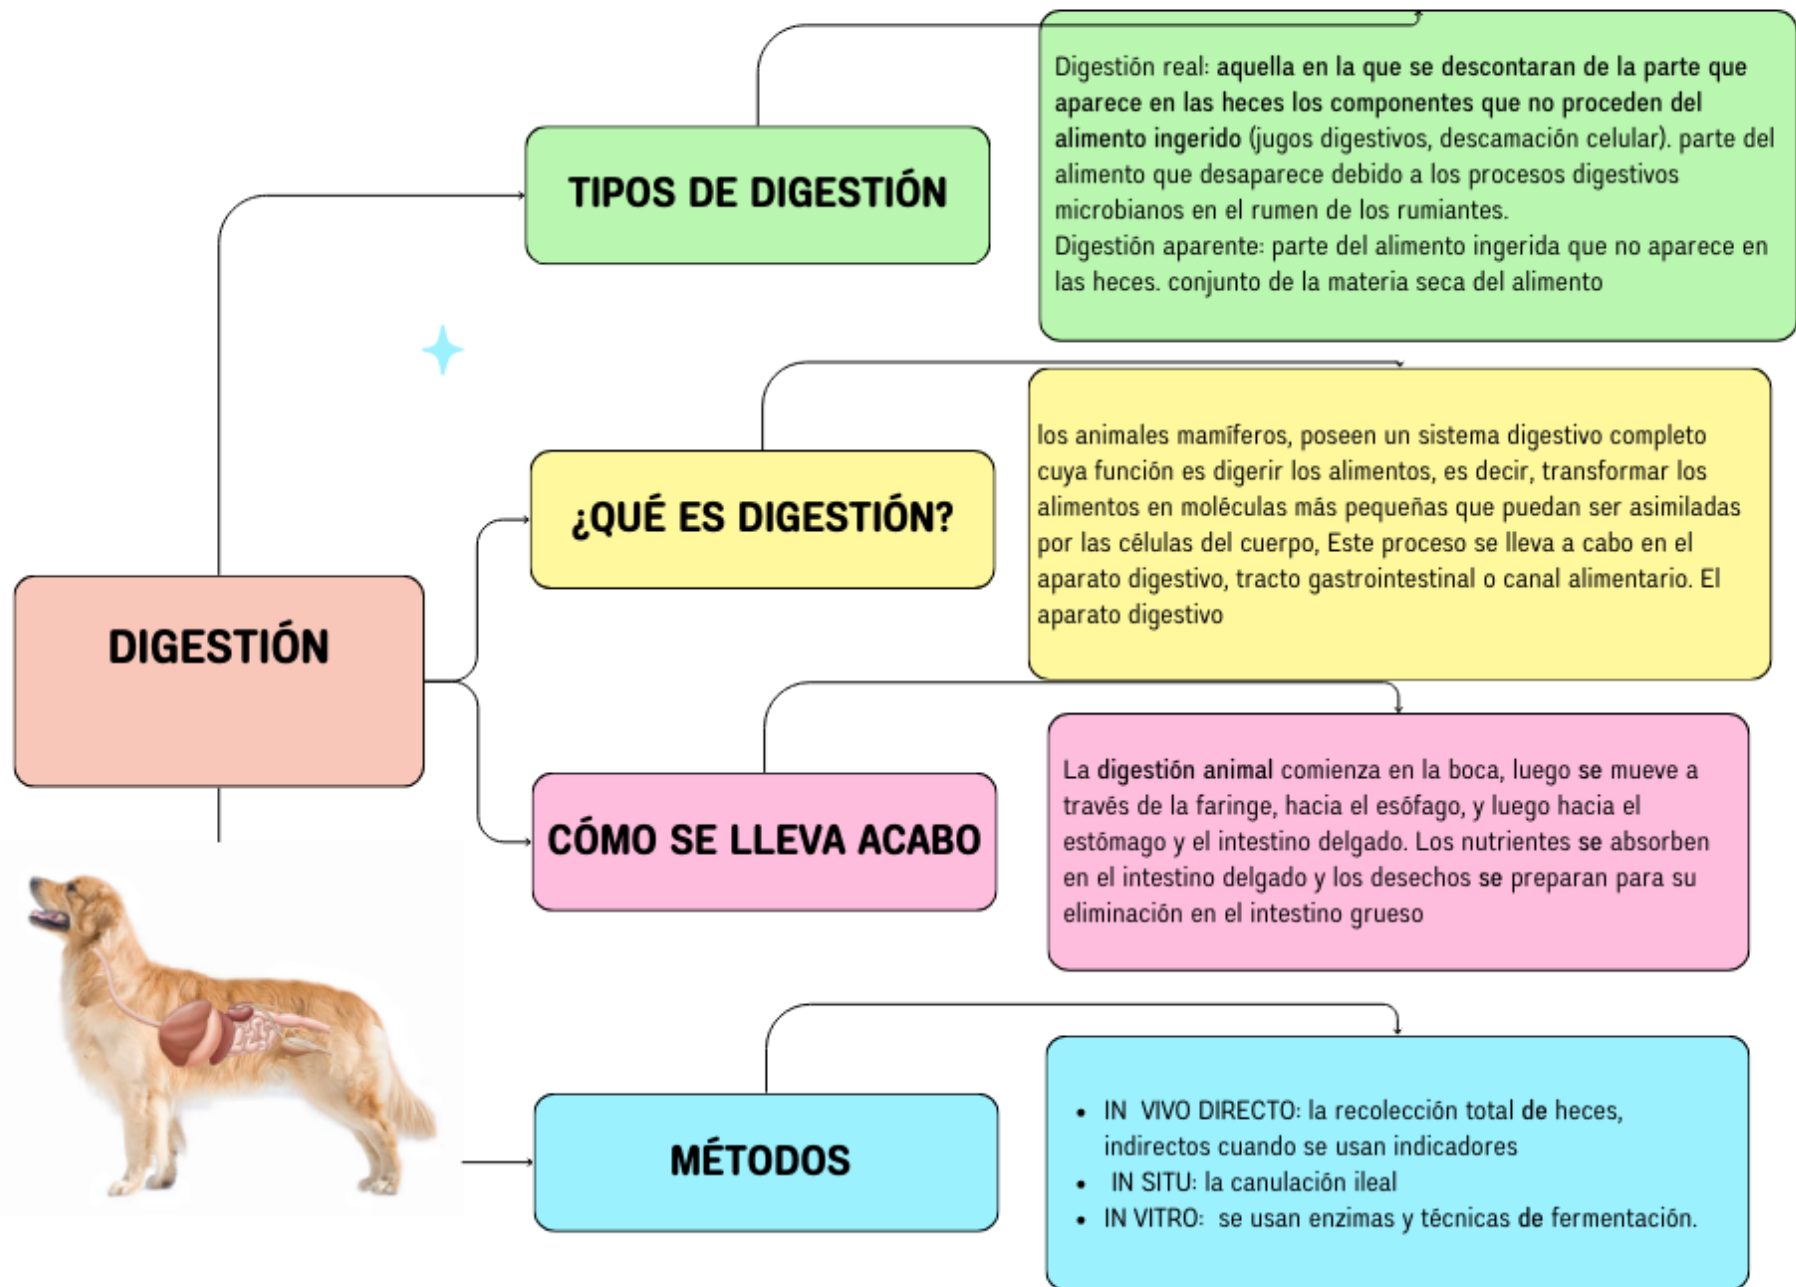 DIGESTIÓN
TIPOS DE DIGESTIÓN
Digestión real: aquella en la que se descontaran de la parte que
aparece en las heces los componentes que no proceden del
alimento ingerido (jugos digestivos, descamación celular). parte del
alimento que desaparece debido a los procesos digestivos
microbianos en el rumen de los rumiantes.
Digestión aparente: parte del alimento ingerida que no aparece en
las heces. conjunto de la materia seca del alimento
¿QUÉ ES DIGESTIÓN?
los animales mamíferos, poseen un sistema digestivo completo
cuya función es digerir los alimentos, es decir, transformar los
alimentos en moléculas más pequeñas que puedan ser asimiladas
por las células del cuerpo, Este proceso se lleva a cabo en el
aparato digestivo, tracto gastrointestinal o canal alimentario. El
aparato digestivo
CÓMO SE LLEVA ACABO
La digestión animal comienza en la boca, luego se mueve a
través de la faringe, hacia el esófago, y luego hacia el
estómago y el intestino delgado. Los nutrientes se absorben
en el intestino delgado y los desechos se preparan para su
eliminación en el intestino grueso
MÉTODOS
• IN VIVO DIRECTO: la recolección total de heces,
indirectos cuando se usan indicadores
• IN SITU: la canulación ileal
• IN VITRO: se usan enzimas y técnicas de fermentación.